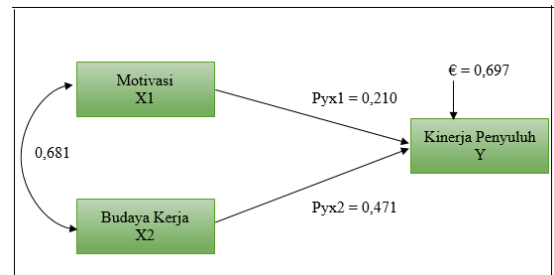 Motivasi
X1
€ = 0,697
Pyx1 = 0,210
Kinerja Penyuluh
Y
0,681
Pyx2 = 0,471
Budaya Kerja
X2